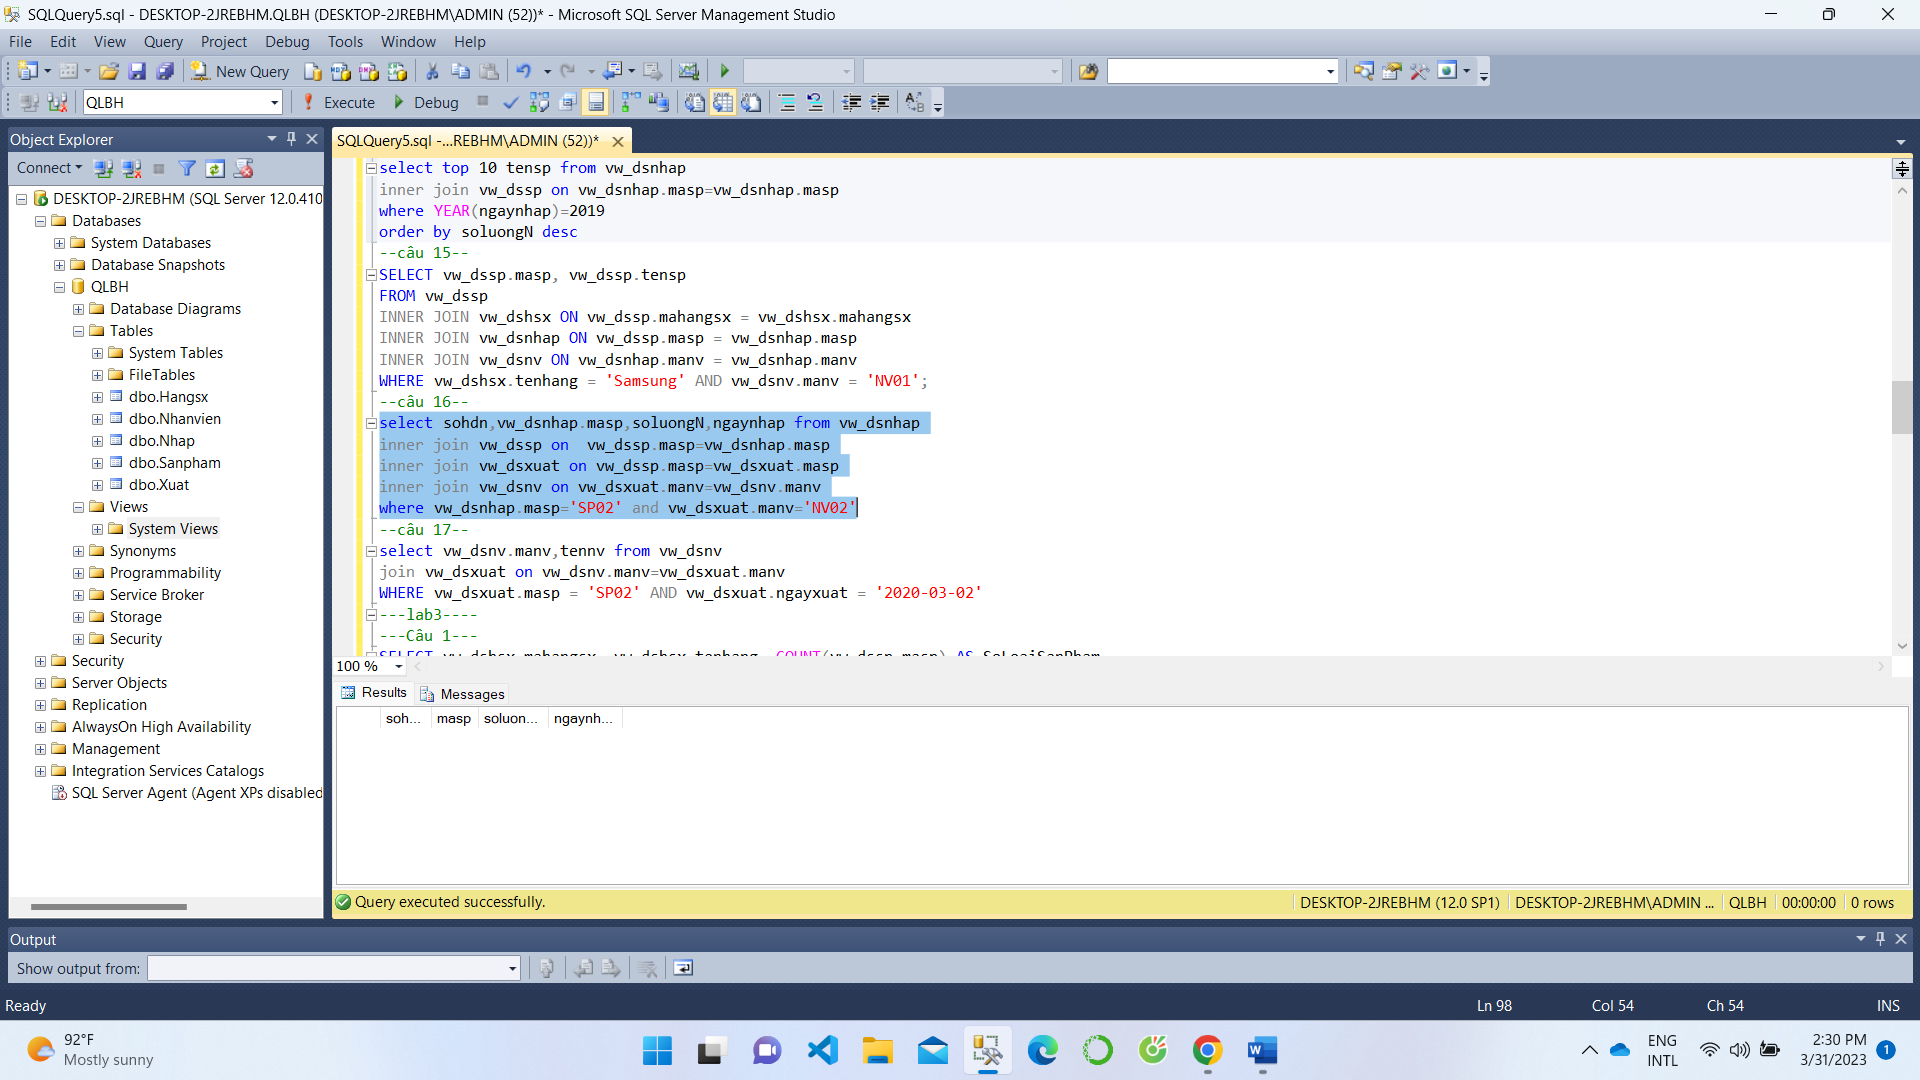 SQLQuery5.sql - DESKTOP-2JREBHM.QLBH (DESKTOP-2JREBHM\ADMIN (52))* - Microsoft SQL Server Management Studio
File Edit View Query Project Debug Tools Window Help
New Query
QLBH Execute Debug
Object Explorer
Connect
DESKTOP-2JREBHM (SQL Server 12.0.410
Databases
System Databases
Database Snapshots
QLBH
Database Diagrams
Tables
System Tables
FileTables
dbo.Hangsx
dbo.Nhanvien
dbo.Nhap
dbo.Sanpham
dbo.Xuat
Views
System Views
Synonyms
Programmability
Service Broker
Storage
Security
Security
Server Objects
Replication
AlwaysOn High Availability
Management
Integration Services Catalogs
SQL Server Agent (Agent XPs disabled
SQLQuery5.sql -...REBHM\ADMIN (52))*
select top 10 tensp from vw_dsnhap
inner join vw_dssp on vw_dsnhap.masp=vw_dsnhap.masp
where YEAR(ngaynhap)=2019
order by soluongN desc
--câu 15--
SELECT vw_dssp.masp, vw_dssp.tensp
FROM vw_dssp
INNER JOIN vw_dshsx ON vw_dssp.mahangsx = vw_dshsx.mahangsx
INNER JOIN vw_dsnhap ON vw_dssp.masp = vw_dsnhap.masp
INNER JOIN vw_dsnv ON vw_dsnhap.manv = vw_dsnhap.manv
WHERE vw_dshsx.tenhang = 'Samsung' AND vw_dsnv.manv = 'NV01';
--câu 16--
select sohdn,vw_dsnhap.masp,soluongN,ngaynhap from vw_dsnhap
inner join vw_dssp on  vw_dssp.masp=vw_dsnhap.masp
inner join vw_dsxuat on vw_dssp.masp=vw_dsxuat.masp
inner join vw_dsnv on vw_dsxuat.manv=vw_dsnv.manv
where vw_dsnhap.masp='SP02' and vw_dsxuat.manv='NV02'
--câu 17--
select vw_dsnv.manv,tennv from vw_dsnv
join vw_dsxuat on vw_dsnv.manv=vw_dsxuat.manv
WHERE vw_dsxuat.masp = 'SP02' AND vw_dsxuat.ngayxuat = '2020-03-02'
---lab3----
---Câu 1---
SELECT vw_dshsx.mahangsx, vw_dshsx.tenhang, COUNT(vw_dssp.masp) AS SoLoaiSanPham
100 %
Results Messages
soh... masp soluon... ngaynh...
Query executed successfully. DESKTOP-2JREBHM (12.0 SP1) DESKTOP-2JREBHM\ADMIN ... QLBH 00:00:00 0 rows
Output
Show output from:
Ready Ln 98 Col 54 Ch 54 INS
92°F
Mostly sunny
ENG
INTL
2:30 PM
3/31/2023
1